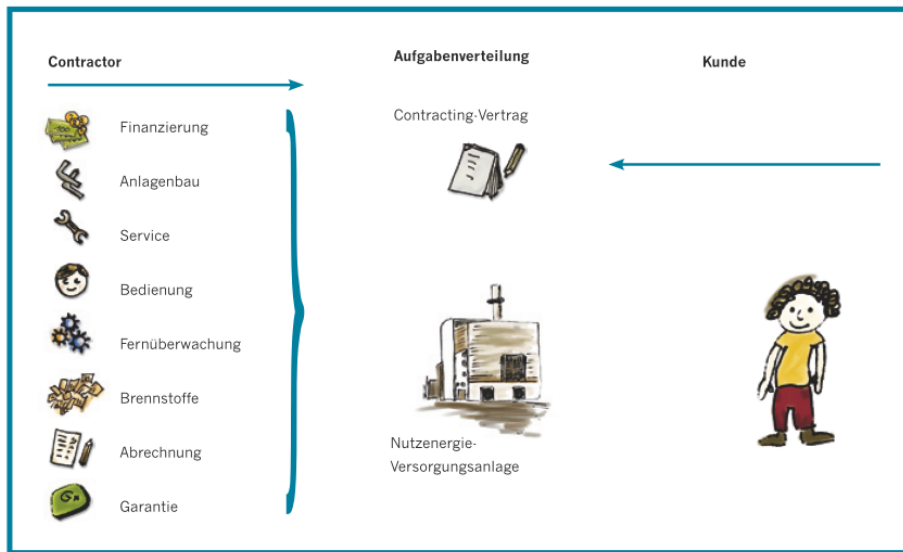 Contractor
Aufgabenverteilung
Kunde
Finanzierung
Anlagenbau
Service
Bedienung
Fernüberwachung
Brennstoffe
Abrechnung
Garantie
Contracting-Vertrag
Nutzenergie-
Versorgungsanlage